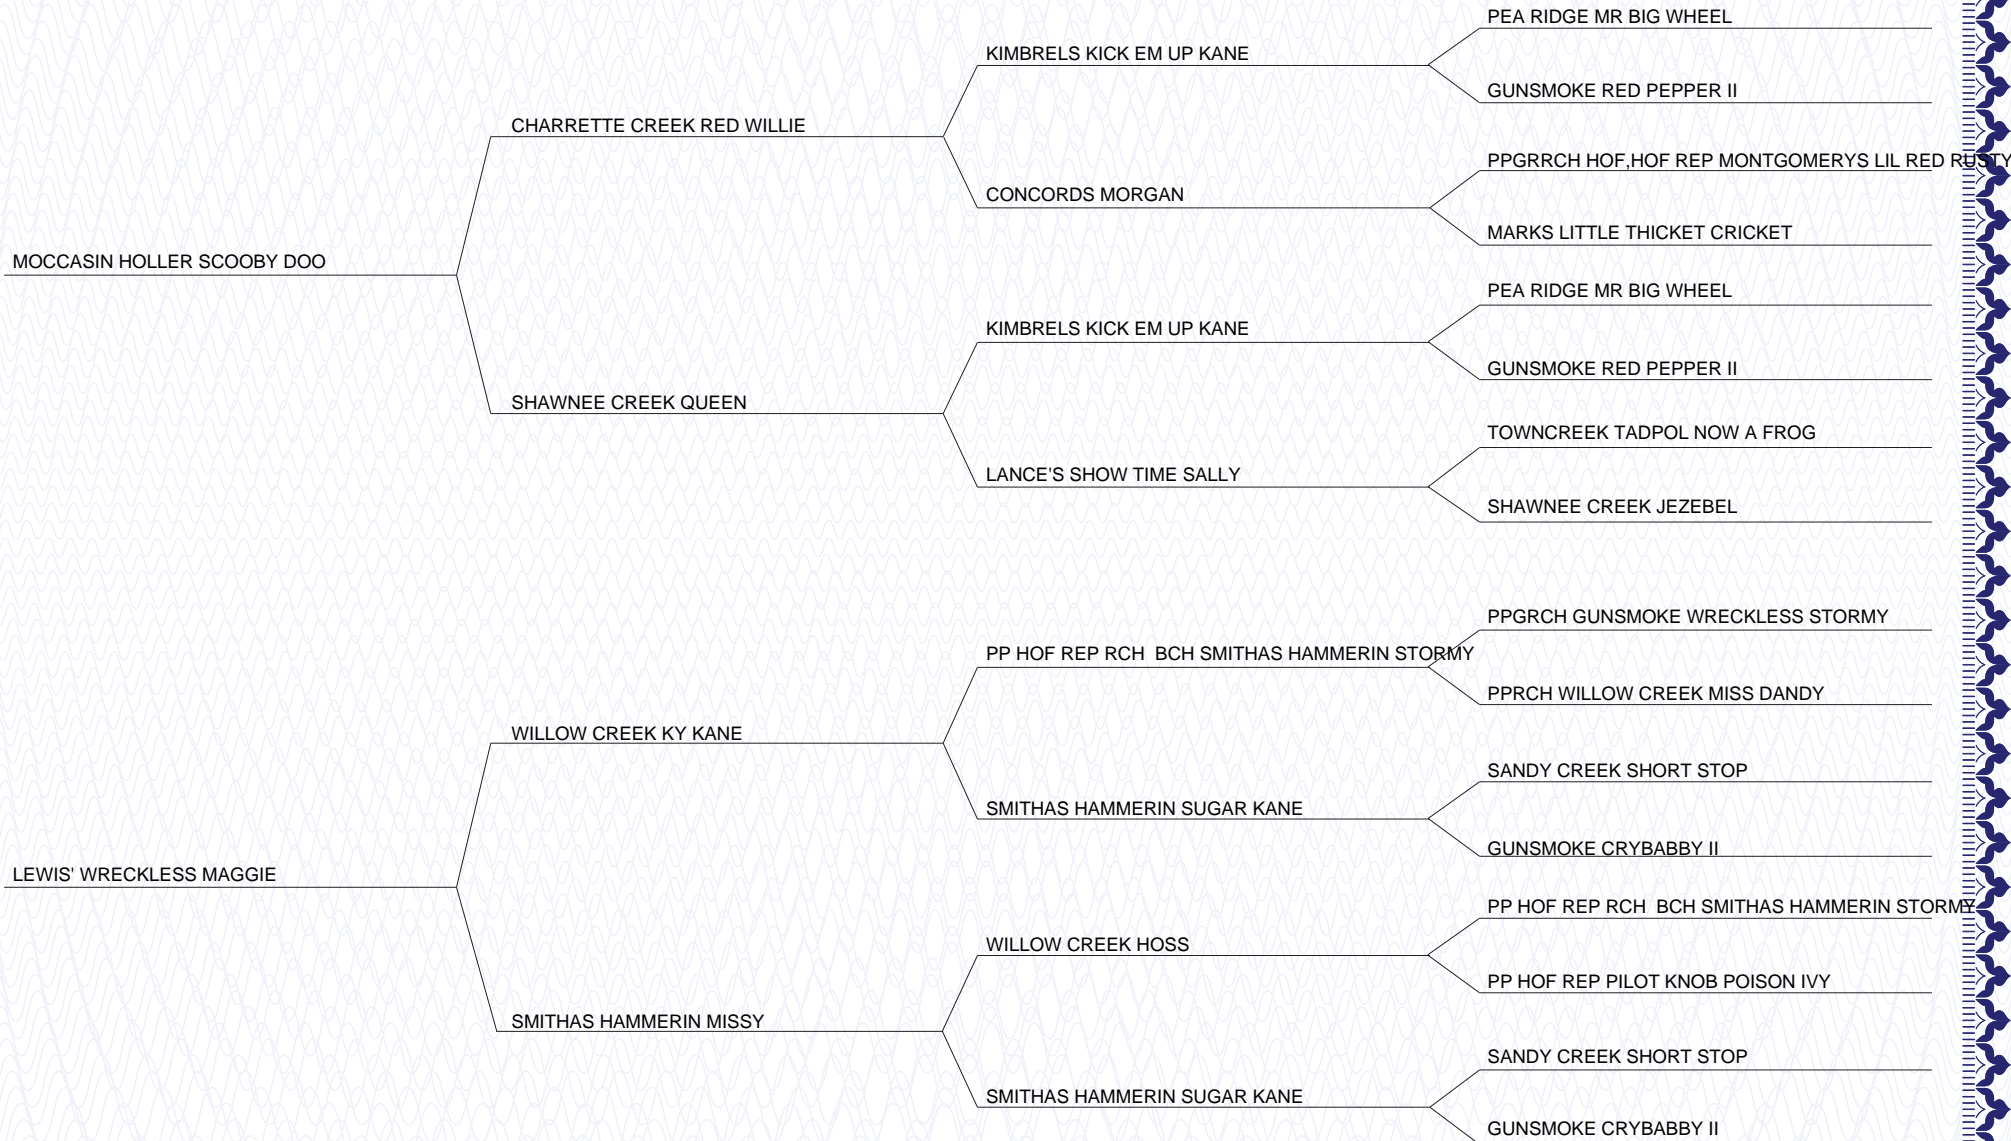 PEA RIDGE MR BIG WHEEL
KIMBRELS KICK EM UP KANE
GUNSMOKE RED PEPPER II
CHARRETTE CREEK RED WILLIE
PPGRRCH HOF,HOF REP MONTGOMERYS LIL RED RUSTY
CONCORDS MORGAN
MARKS LITTLE THICKET CRICKET
MOCCASIN HOLLER SCOOBY DOO
PEA RIDGE MR BIG WHEEL
KIMBRELS KICK EM UP KANE
GUNSMOKE RED PEPPER II
SHAWNEE CREEK QUEEN
TOWNCREEK TADPOL NOW A FROG
LANCE'S SHOW TIME SALLY
SHAWNEE CREEK JEZEBEL
PPGRCH GUNSMOKE WRECKLESS STORMY
PP HOF REP RCH  BCH SMITHAS HAMMERIN STORMY
PPRCH WILLOW CREEK MISS DANDY
WILLOW CREEK KY KANE
SANDY CREEK SHORT STOP
SMITHAS HAMMERIN SUGAR KANE
GUNSMOKE CRYBABBY II
LEWIS' WRECKLESS MAGGIE
PP HOF REP RCH  BCH SMITHAS HAMMERIN STORMY
WILLOW CREEK HOSS
PP HOF REP PILOT KNOB POISON IVY
SMITHAS HAMMERIN MISSY
SANDY CREEK SHORT STOP
SMITHAS HAMMERIN SUGAR KANE
GUNSMOKE CRYBABBY II